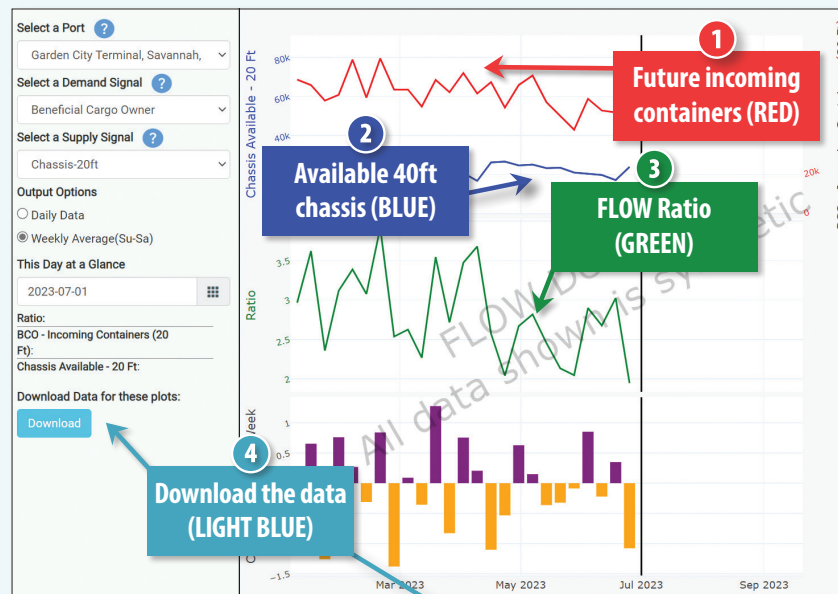 Select a Port ?
Garden City Terminal, Savannah,
Select a Demand Signal ?
Beneficial Cargo Owner
Select a Supply Signal ?
Chassis-20ft
Output Options
Daily Data
Weekly Average(Su-Sa)
This Day at a Glance
2023-07-01
Ratio:
BCO - Incoming Containers (20
Ft):
Chassis Available - 20 Ft:
Download Data for these plots:
Download
Chassis Available - 20 Ft
80k
60k
40k
20k
0
1
Future incoming
containers (RED)
2
Available 40ft
chassis (BLUE)
3
FLOW Ratio
(GREEN)
Ratio
3.5
3
2.5
2
FLOW
All data shown is synthetic
Week
1
0.5
−1.5
4
Download the data
(LIGHT BLUE)
Mar 2023
May 2023
Jul 2023
Sep 2023